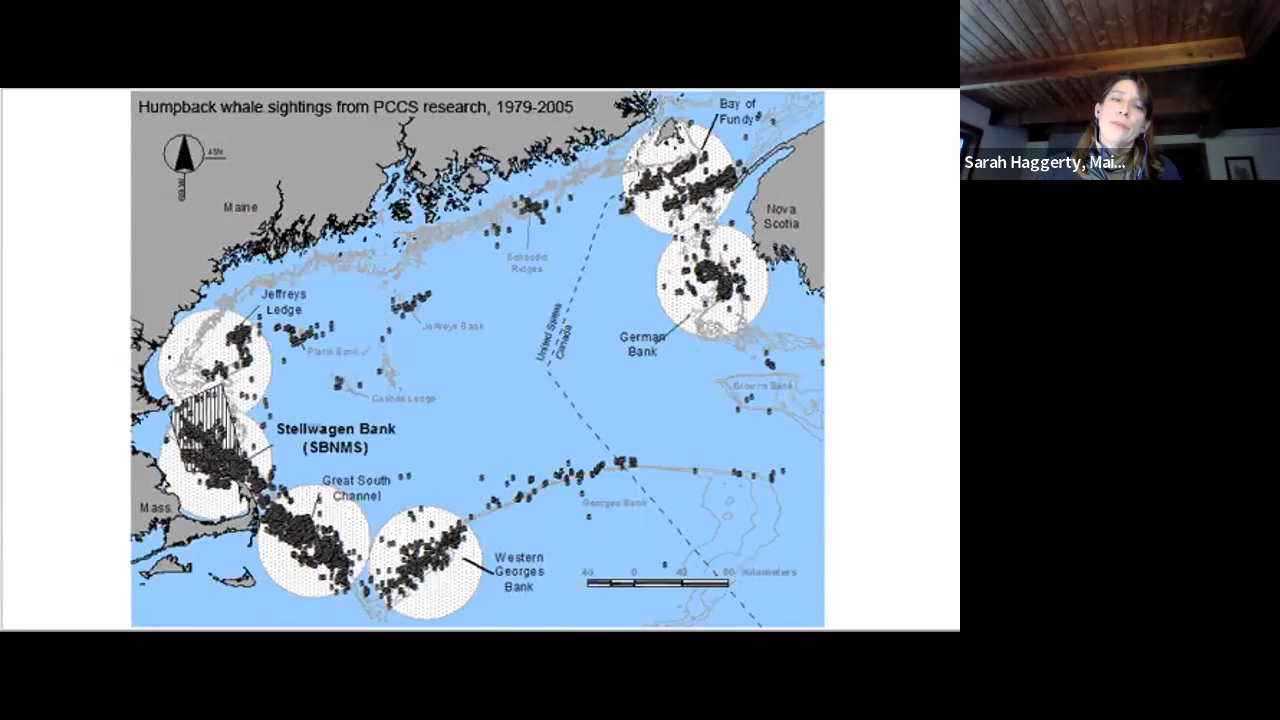 Humpback whale sightings from PCCS research, 1979-2005
Bay of
Fundy
45N
69W
Maine
Nova
Scotia
Schoodic
Ridges
Jeffreys
Ledge
Jeffreys Bank
United States
Canada
German
Bank
Platts Bank
Cashes Ledge
Browns Bank
Stellwagen Bank
(SBNMS)
Great South
Channel
Mass.
Georges Bank
Western
Georges
Bank
40 0 40 80 Kilometers
Sarah Haggerty, Mai...